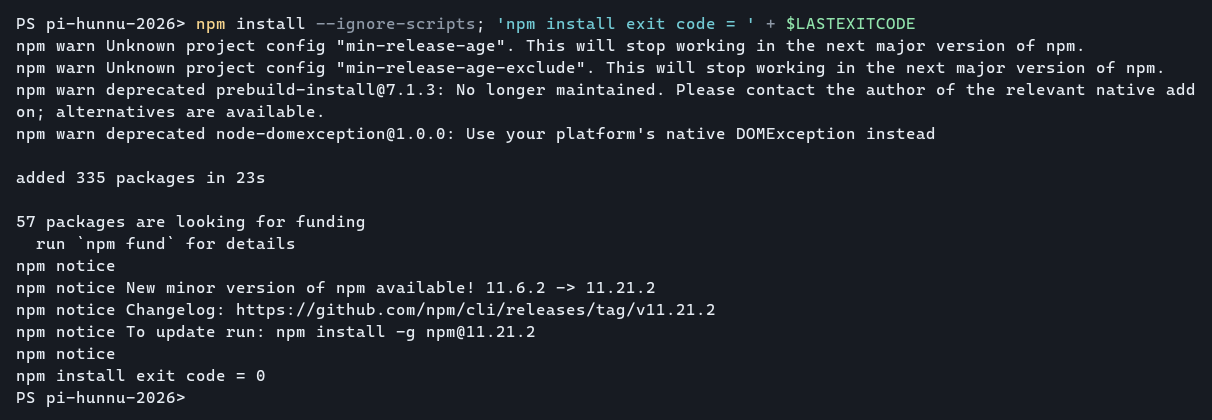 PS pi-hunnu-2026> npm install --ignore-scripts; 'npm install exit code = ' + $LASTEXITCODE
npm warn Unknown project config "min-release-age". This will stop working in the next major version of npm.
npm warn Unknown project config "min-release-age-exclude". This will stop working in the next major version of npm.
npm warn deprecated prebuild-install@7.1.3: No longer maintained. Please contact the author of the relevant native add
on; alternatives are available.
npm warn deprecated node-domexception@1.0.0: Use your platform's native DOMException instead
added 335 packages in 23s
57 packages are looking for funding
  run `npm fund` for details
npm notice
npm notice New minor version of npm available! 11.6.2 -> 11.21.2
npm notice Changelog: https://github.com/npm/cli/releases/tag/v11.21.2
npm notice To update run: npm install -g npm@11.21.2
npm notice
npm install exit code = 0
PS pi-hunnu-2026>